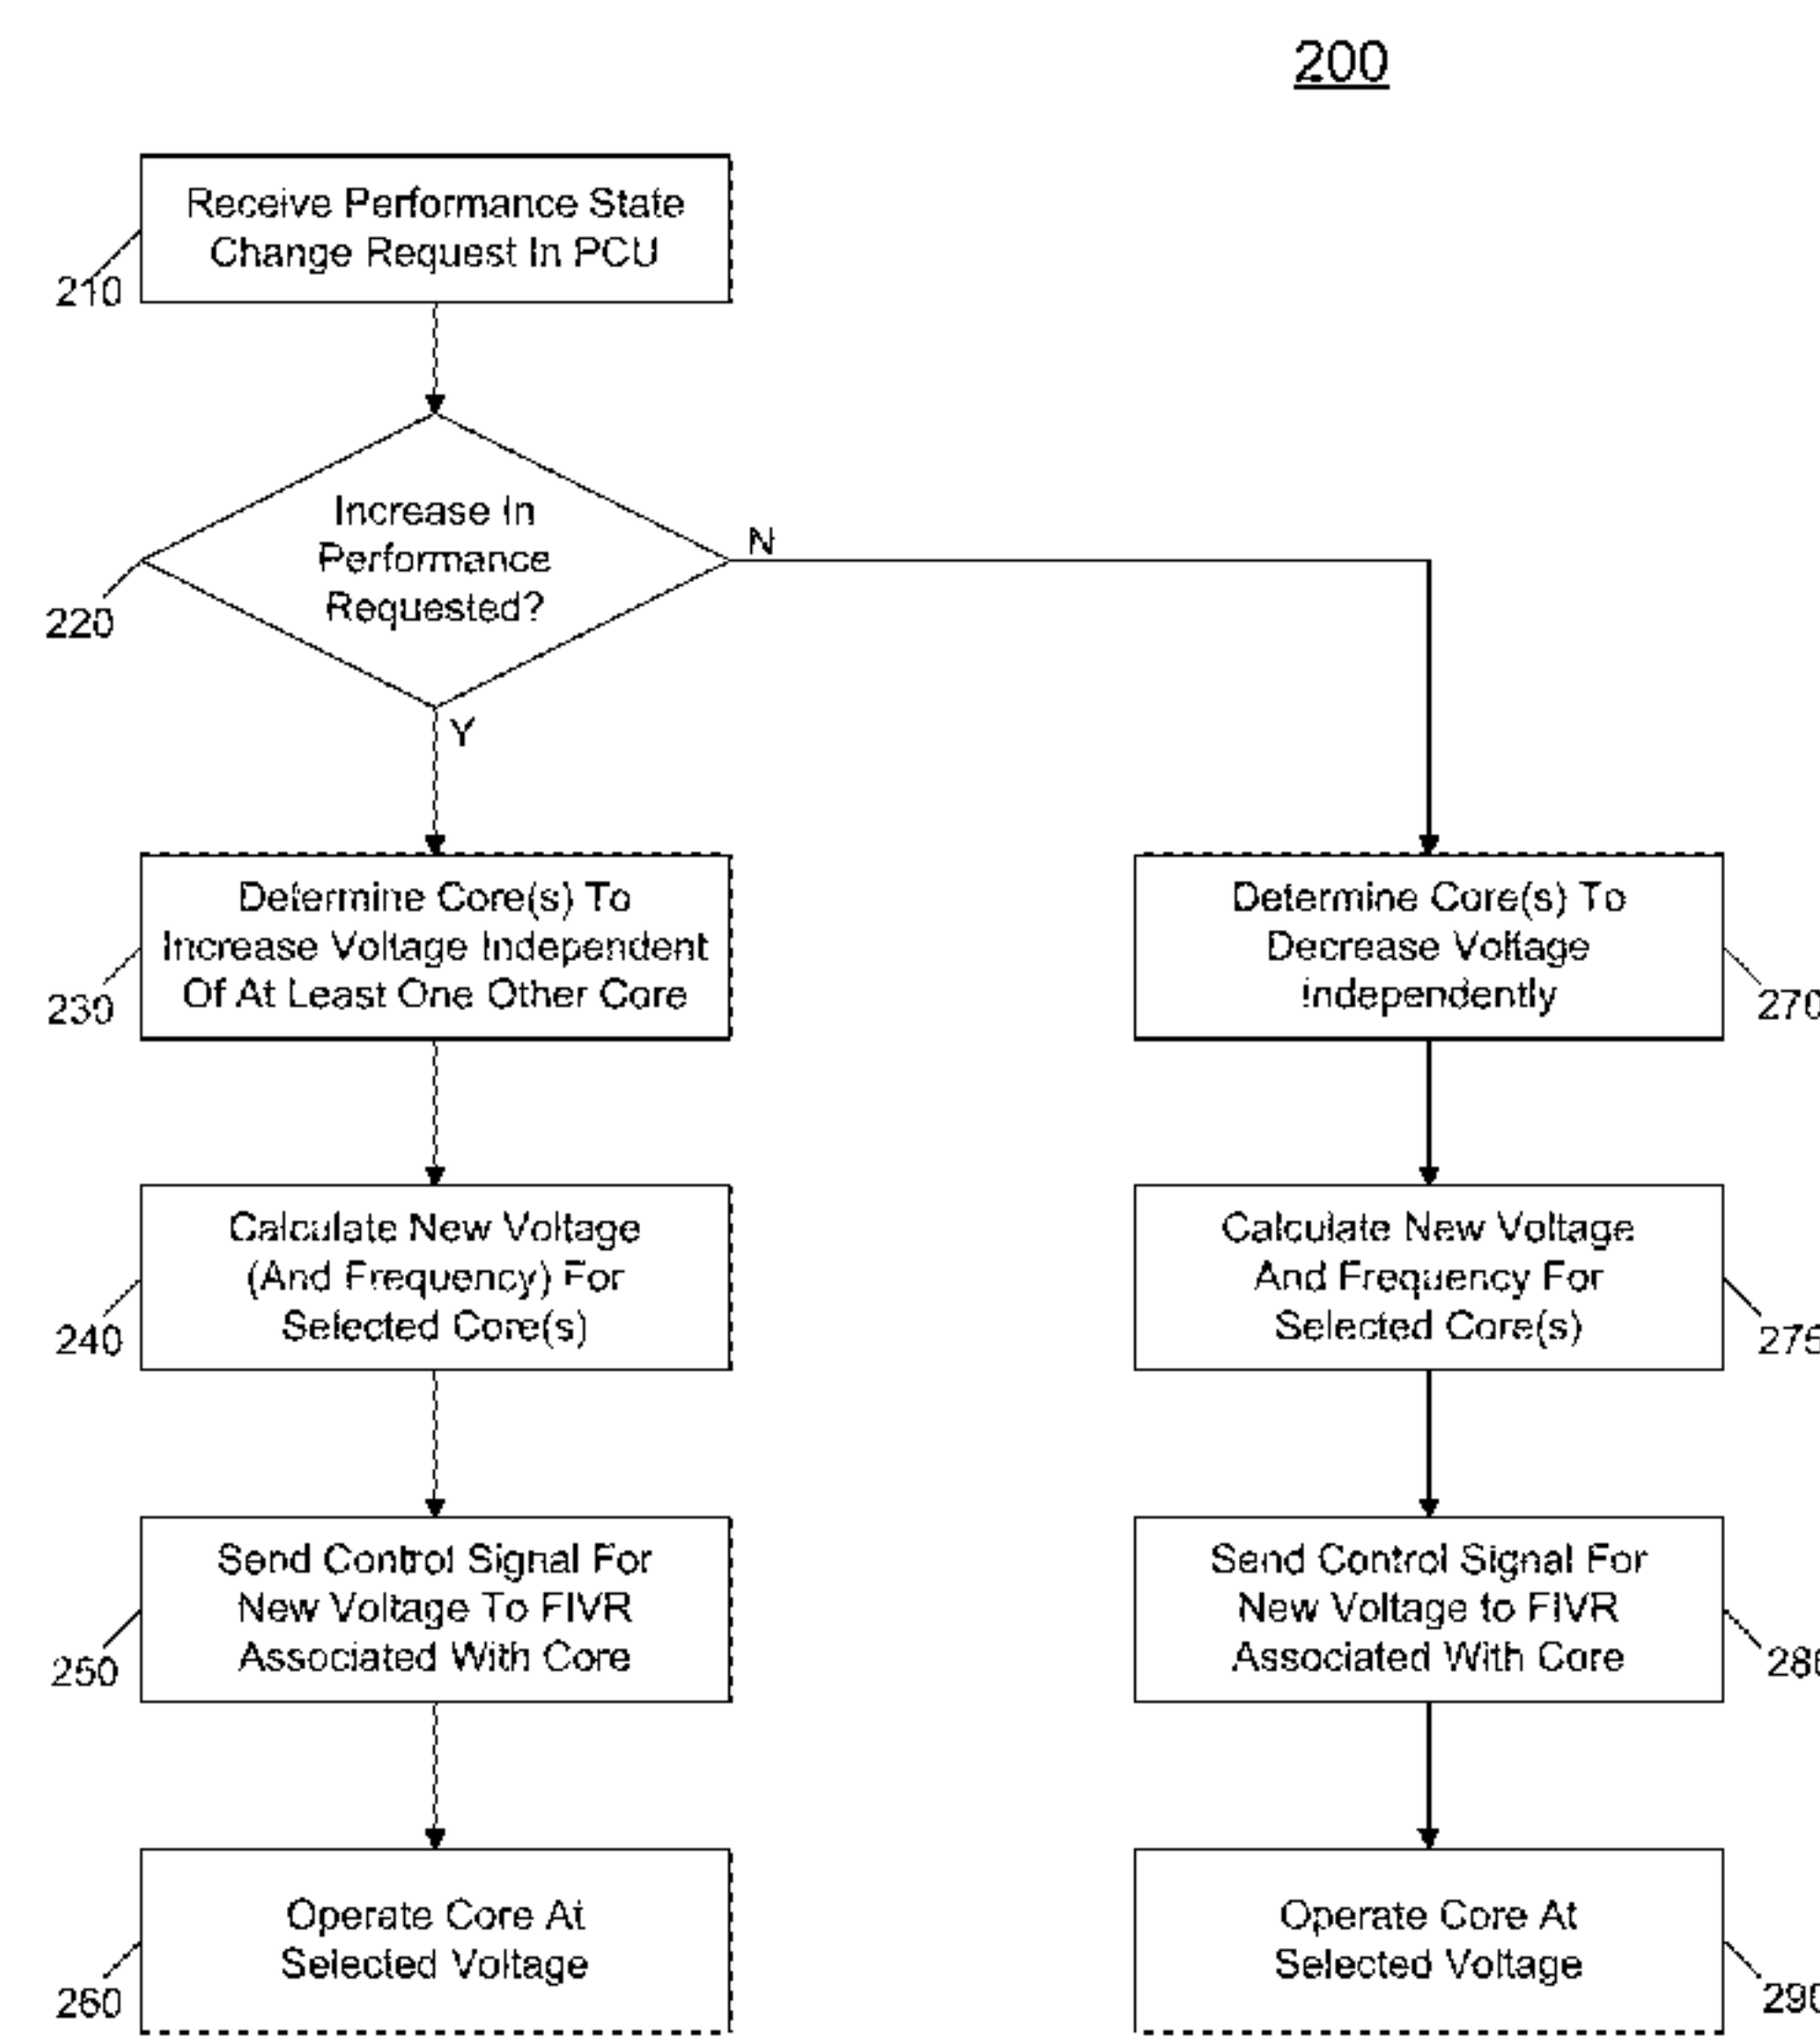 200
Receive Performance State
Change Request In PCU
210
Increase In
Performance
Requested?
220
N
Y
Determine Core(s) To
Increase Voltage Independent
Of At Least One Other Core
230
Determine Core(s) To
Decrease Voltage
Independently
270
Calculate New Voltage
(And Frequency) For
Selected Core(s)
240
Calculate New Voltage
And Frequency For
Selected Core(s)
275
Send Control Signal For
New Voltage To FIVR
Associated With Core
250
Send Control Signal For
New Voltage to FIVR
Associated With Core
Operate Core At
Selected Voltage
260
Operate Core At
Selected Voltage
290